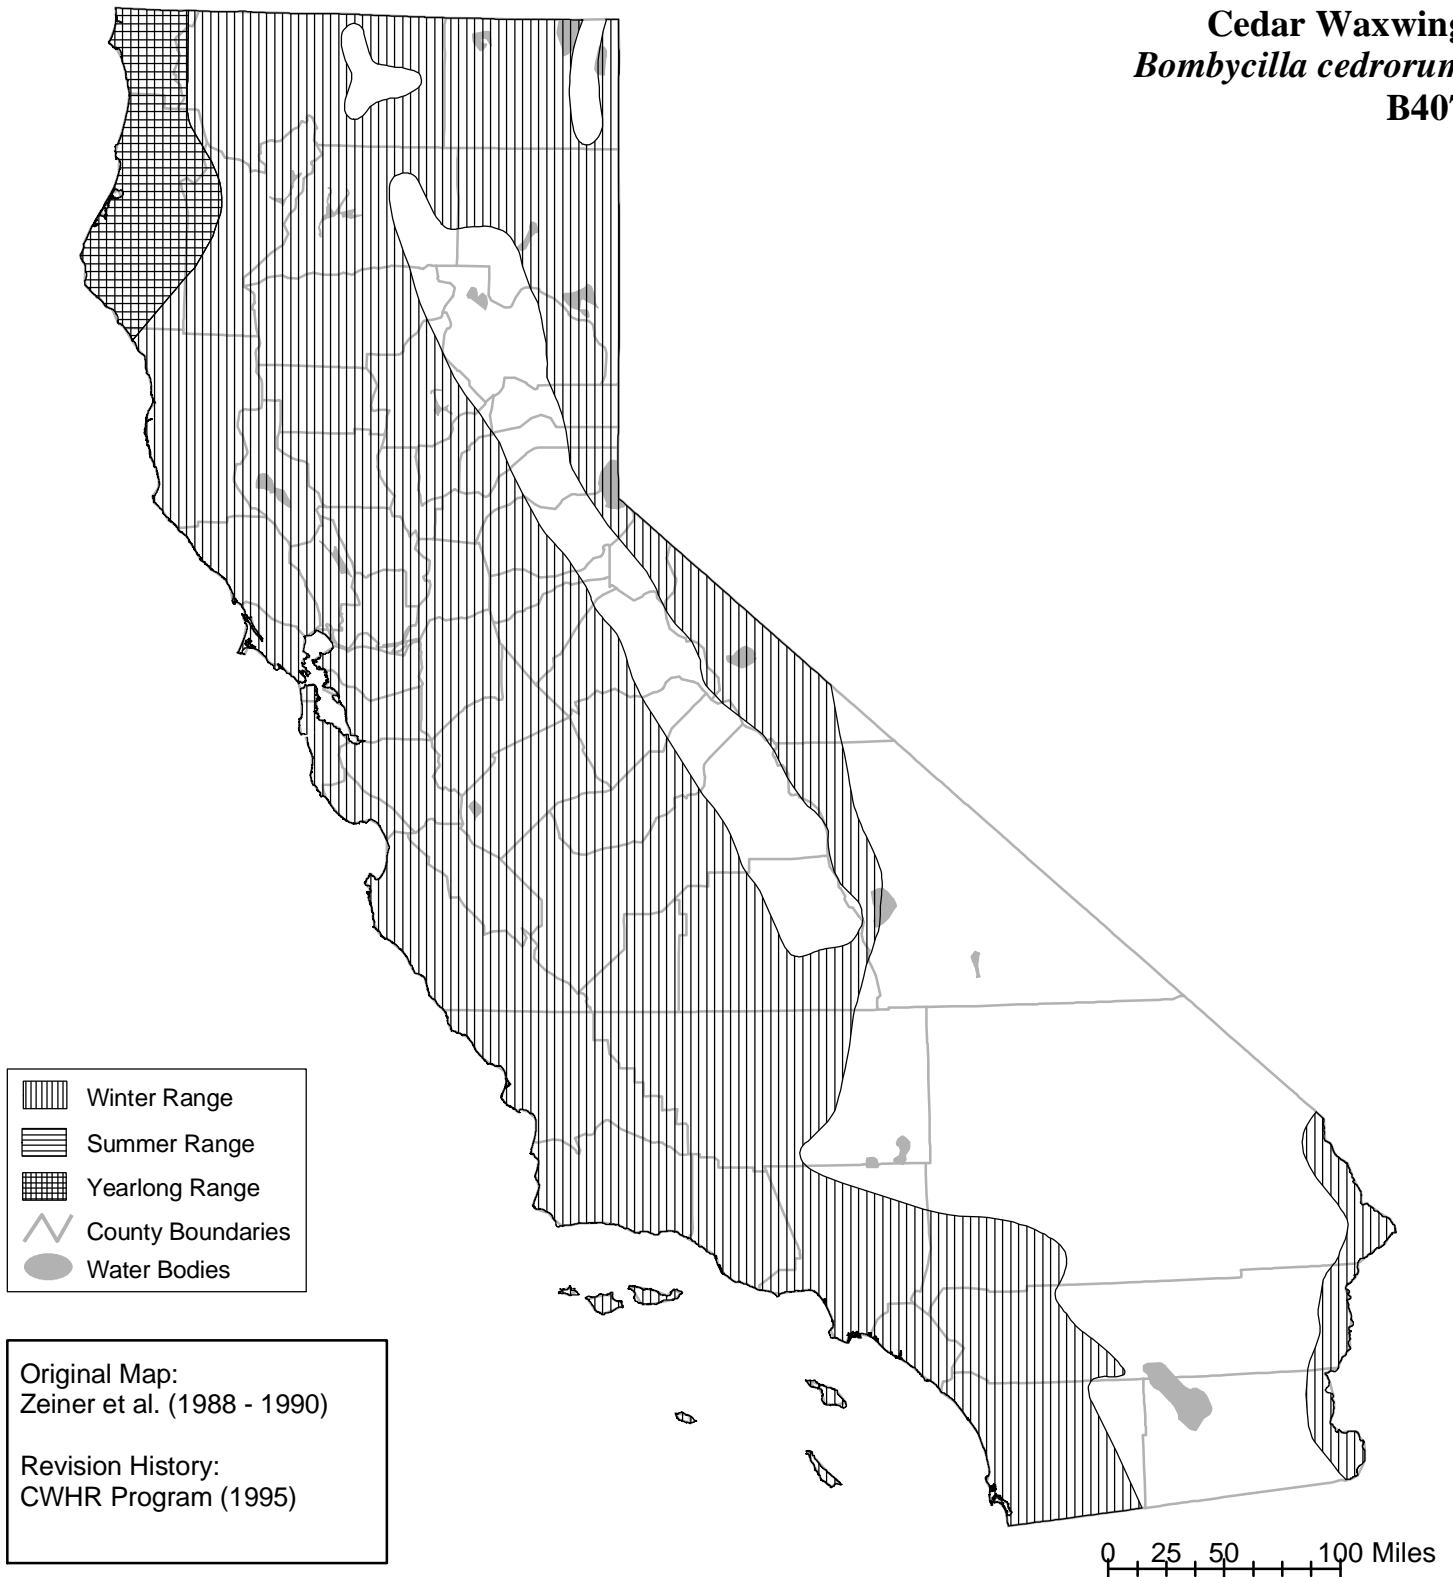 Cedar Waxwing
Bombycilla cedrorum
B407
Winter Range
Summer Range
Yearlong Range
County Boundaries
Water Bodies
Original Map:
Zeiner et al. (1988 - 1990)
Revision History:
CWHR Program (1995)
0 25 50 100 Miles